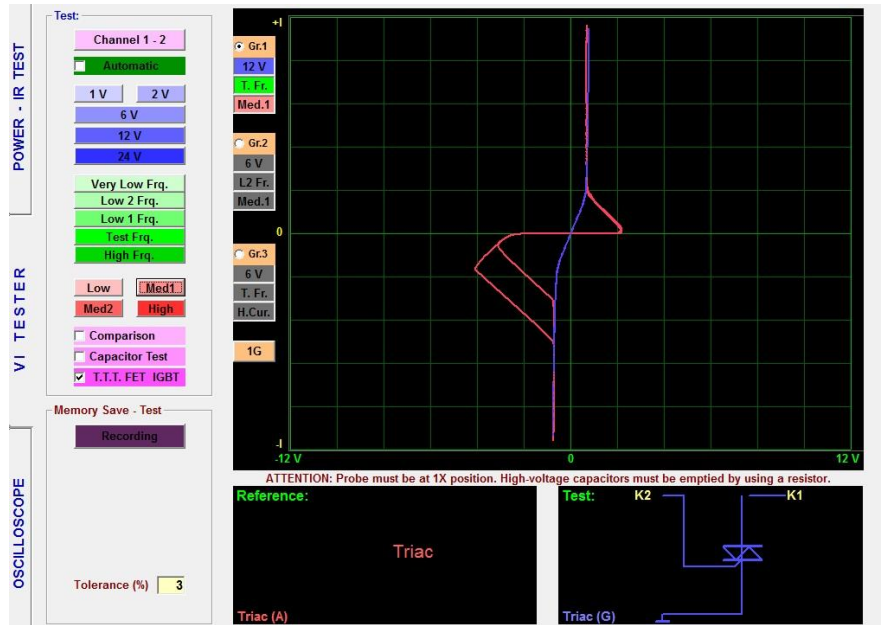 POWER - IR TEST
VI TESTER
OSCILLOSCOPE
Test:
Channel 1 - 2
Automatic
1 V 2 V
6 V
12 V
24 V
Very Low Frq.
Low 2 Frq.
Low 1 Frq.
Test Frq.
High Frq.
Low Med1
Med2 High
Comparison
Capacitor Test
T.T.T. FET IGBT
Memory Save - Test
Recording
Tolerance (%) 3
Gr.1
12 V
T. Fr.
Med.1
Gr.2
6 V
L2 Fr.
Med.1
Gr.3
6 V
T. Fr.
H.Cur.
1G
+I
0
-I
-12 V 0 12 V
ATTENTION: Probe must be at 1X position. High-voltage capacitors must be emptied by using a resistor.
Reference:
Triac
Triac (A)
Test: K2 K1
Triac (G)